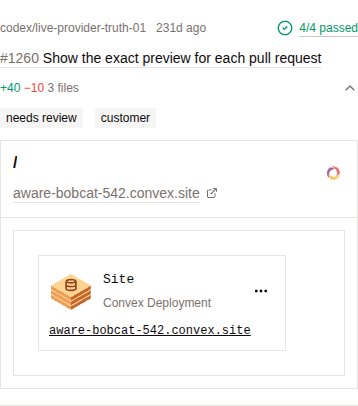 codex/live-provider-truth-01 231d ago 4/4 passed
#1260 Show the exact preview for each pull request
+40 −10 3 files
needs review customer
/
aware-bobcat-542.convex.site
Site
Convex Deployment
aware-bobcat-542.convex.site